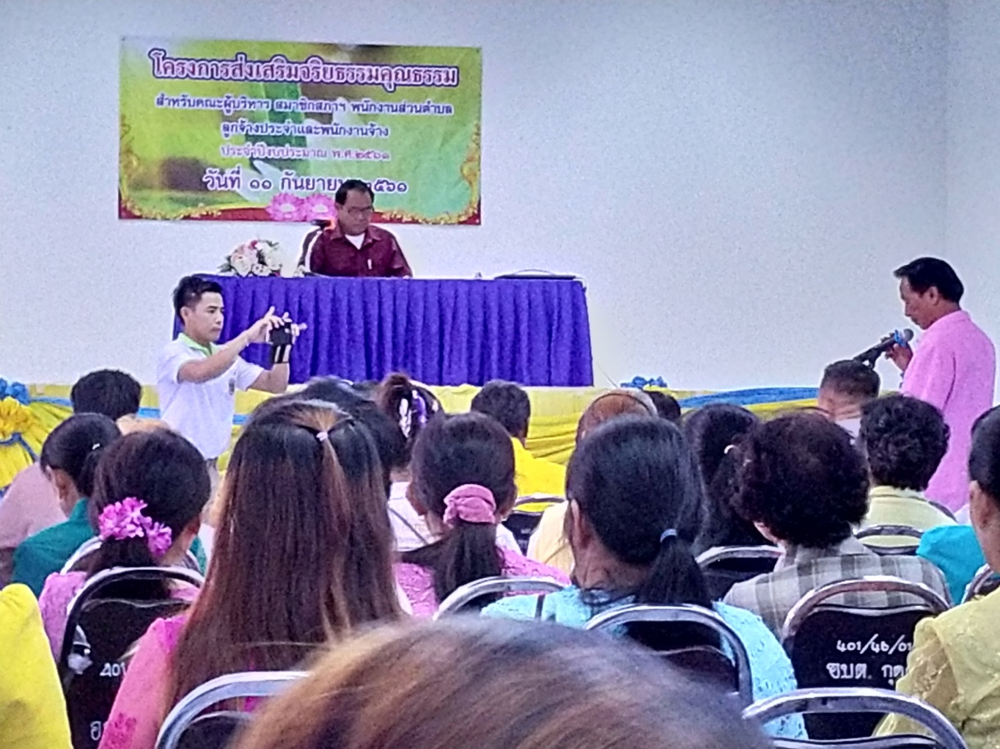 โครงการส่งเสริมจริยธรรมคุณธรรม
สำหรับคณะผู้บริหาร สมาชิกสภาฯ พนักงานส่วนตำบล
ลูกจ้างประจำและพนักงานจ้าง
ประจำปีงบประมาณ พ.ศ.๒๕๖๑
วันที่ ๑๐ กันยายน ๒๕๖๑
401/46/01
อบต. กุด
401